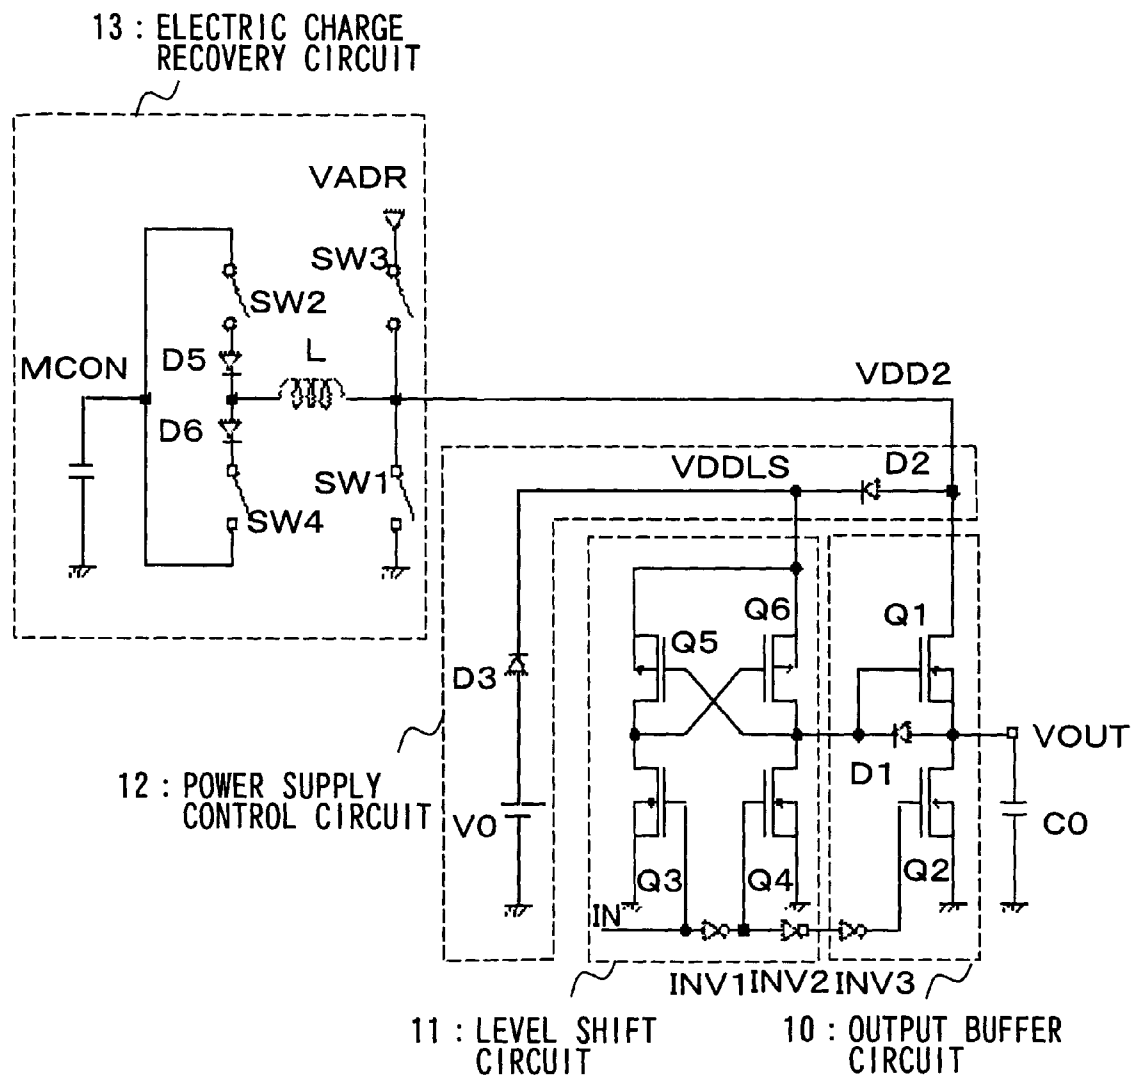 13 : ELECTRIC CHARGE
RECOVERY CIRCUIT
VADR
SW3
SW2
D5
L
MCON
VDD2
D6
SW1
VDDLS
D2
SW4
Q6
Q1
Q5
D3
VOUT
D1
12 : POWER SUPPLY
CONTROL CIRCUIT
V0
C0
Q3
Q4
Q2
IN
INV1
INV2
INV3
11 : LEVEL SHIFT
CIRCUIT
10 : OUTPUT BUFFER
CIRCUIT